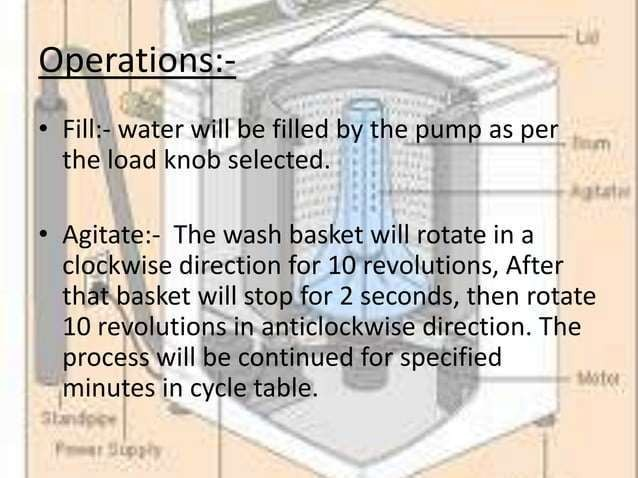 Operations:-
Lid
• Fill:- water will be filled by the pump as per
the load knob selected.
Drum
Agitator
• Agitate:- The wash basket will rotate in a
clockwise direction for 10 revolutions, After
that basket will stop for 2 seconds, then rotate
10 revolutions in anticlockwise direction. The
process will be continued for specified
minutes in cycle table.
Motor
Standpipe
Power Supply